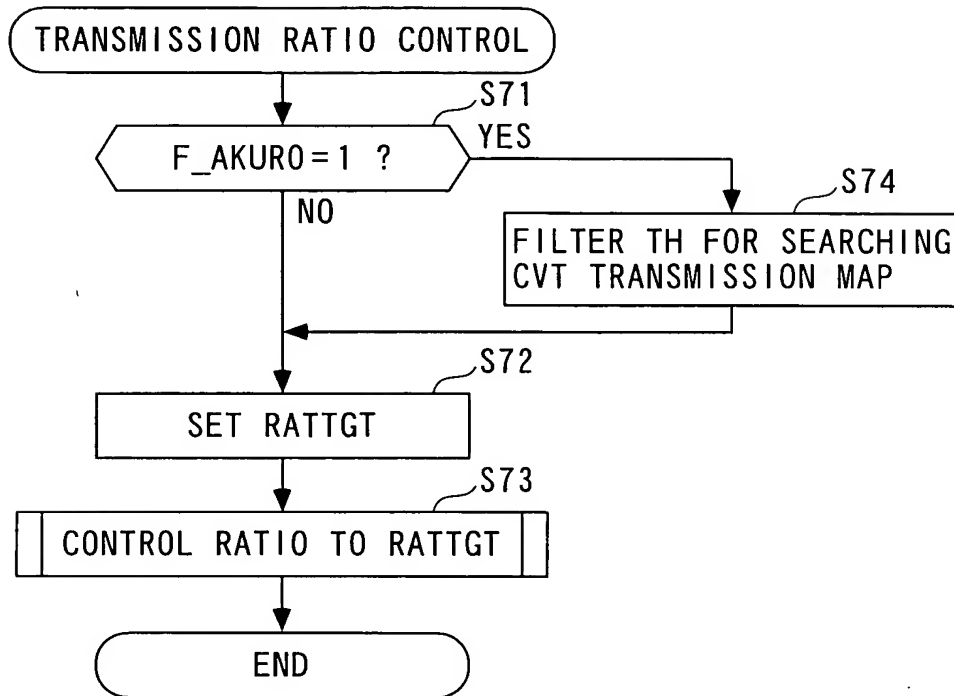 TRANSMISSION RATIO CONTROL
S71
F_AKURO=1 ?
YES
NO
S74
FILTER TH FOR SEARCHING
CVT TRANSMISSION MAP
S72
SET RATTGT
S73
CONTROL RATIO TO RATTGT
END